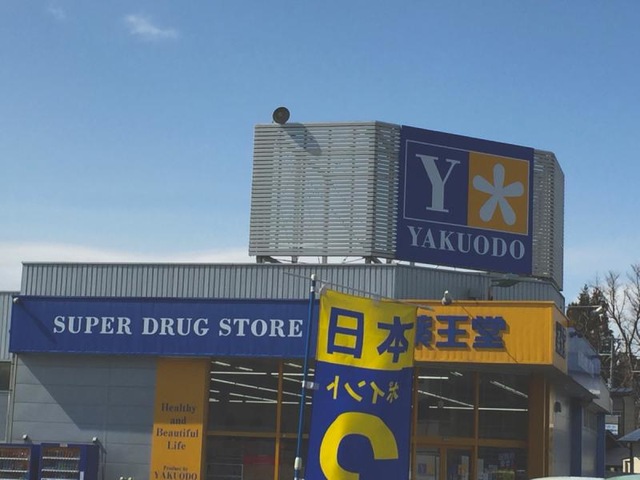 Y*
YAKUODO
SUPER DRUG STORE
薬王堂
本日
ポイント
Healthy
and
Beautiful
Life
Produce by
YAKUODO